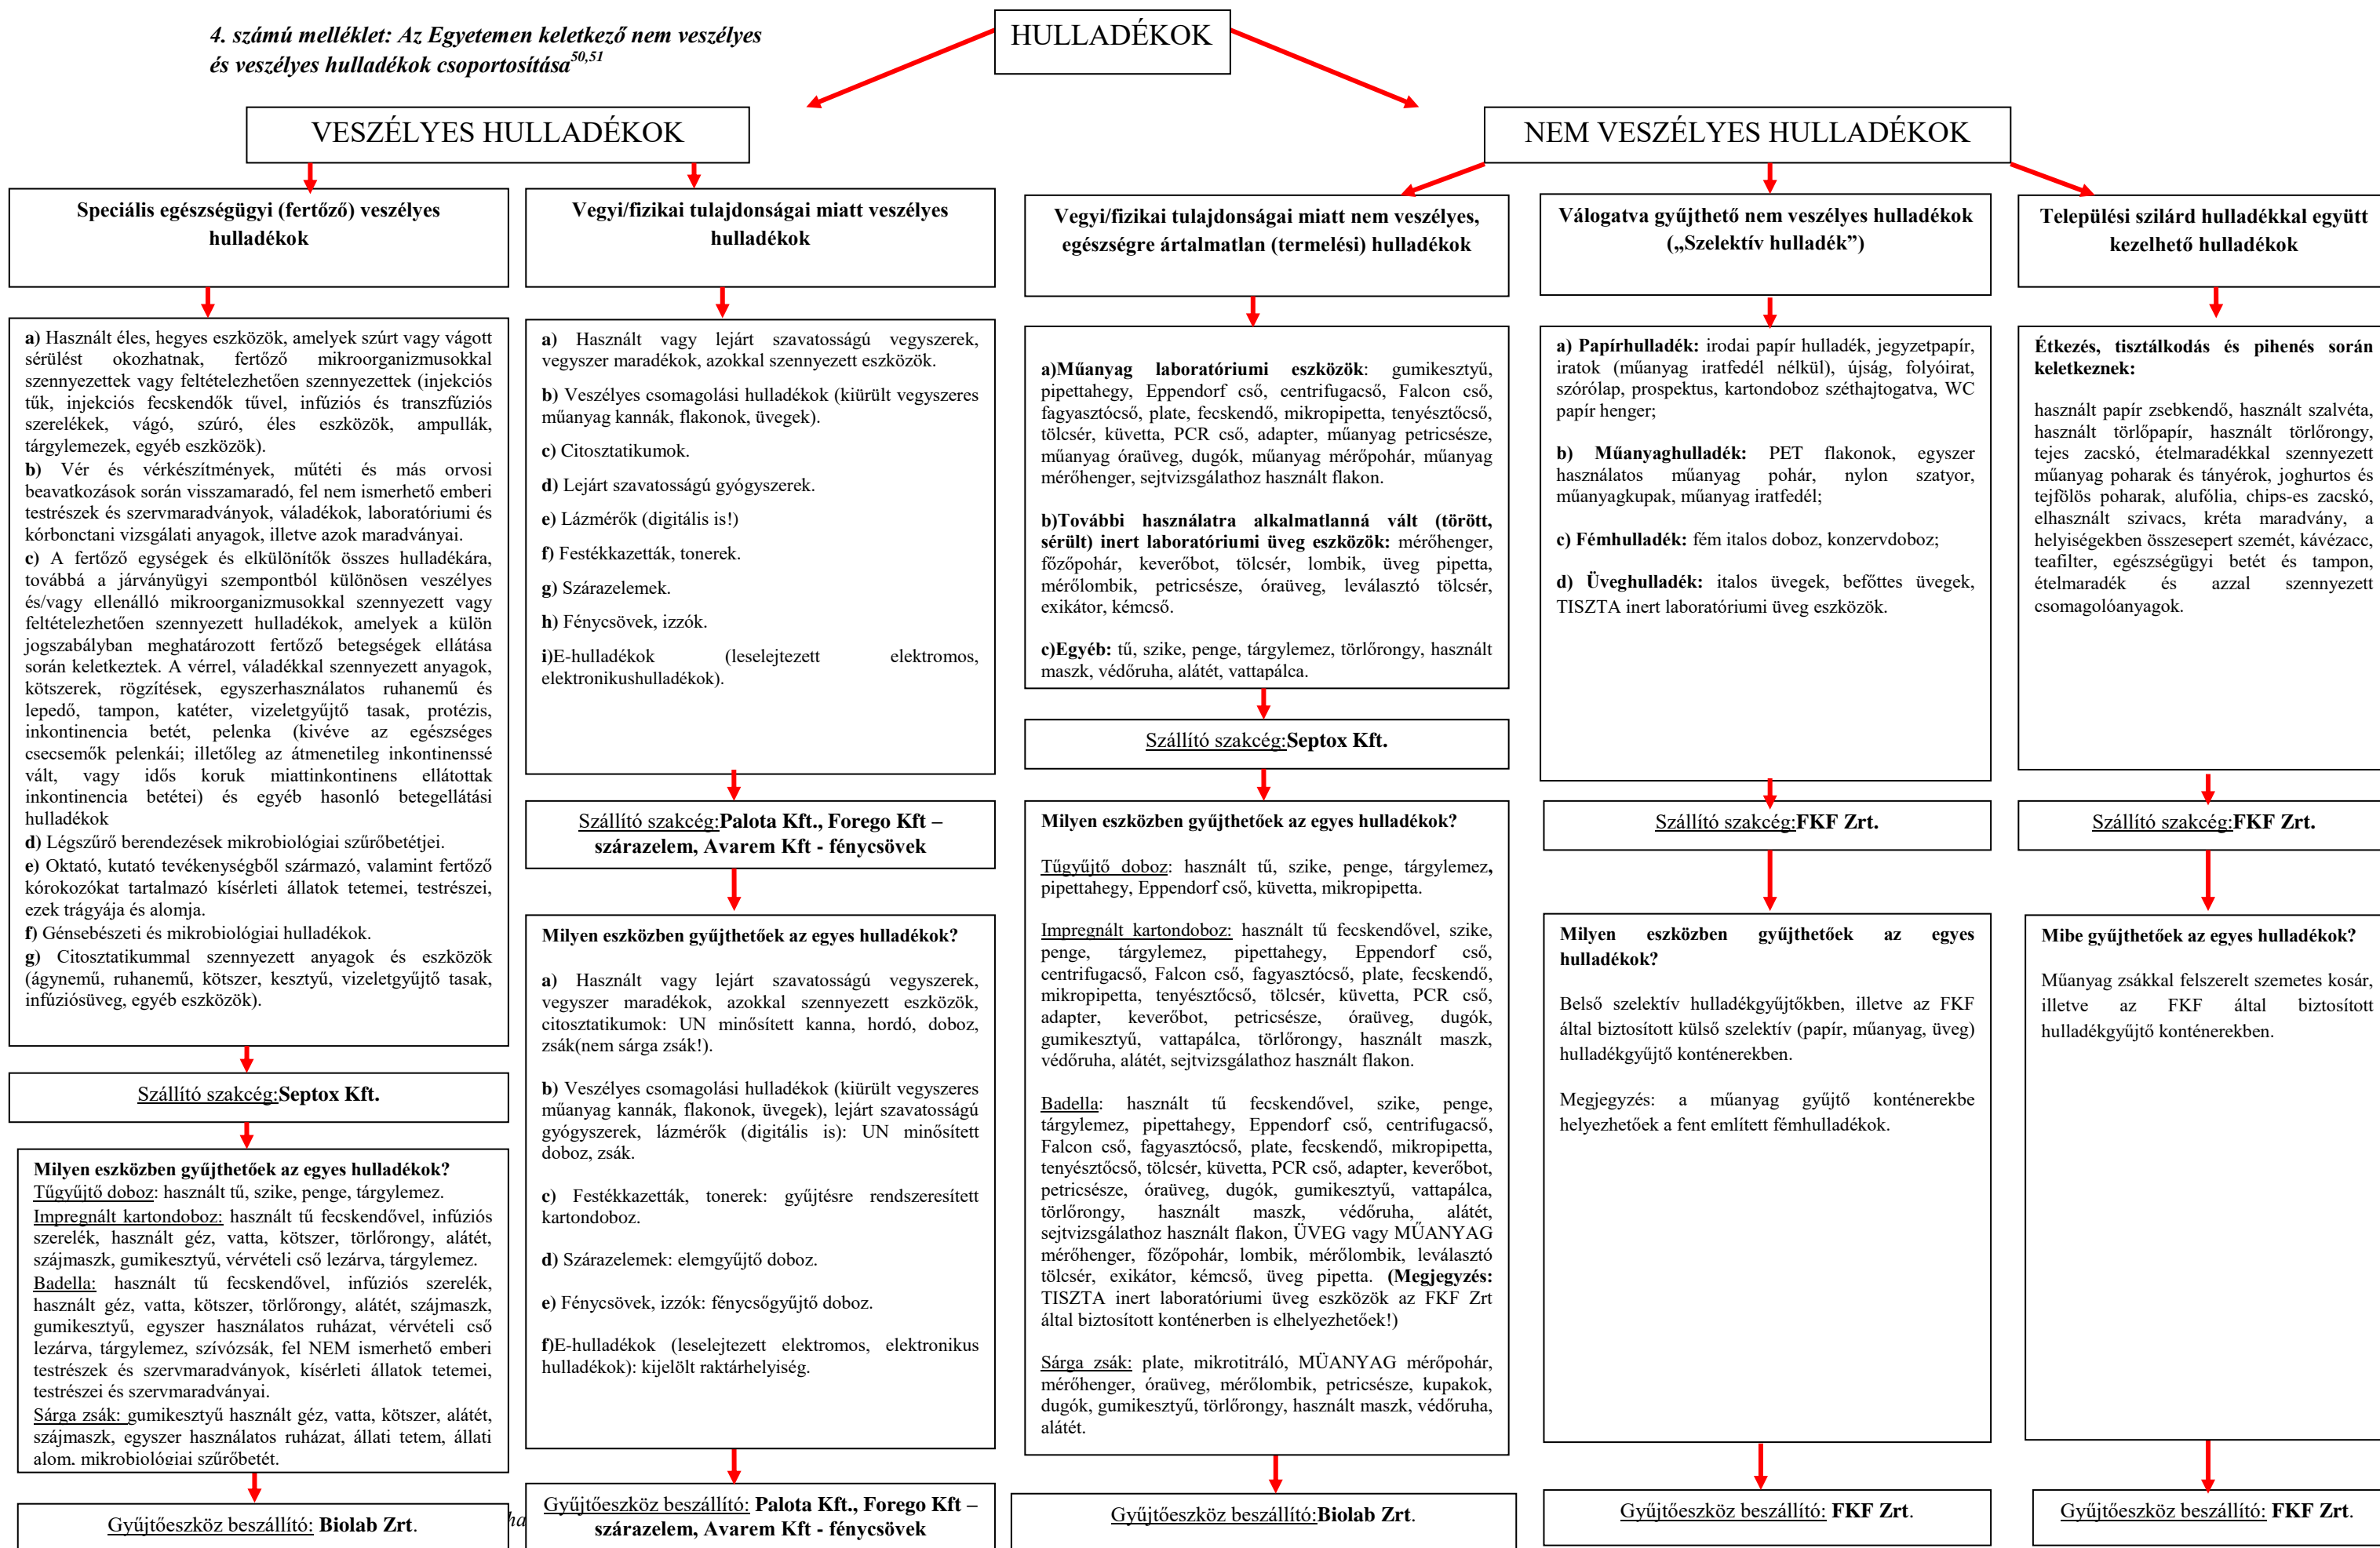 4. számú melléklet: Az Egyetemen keletkező nem veszélyes
és veszélyes hulladékok csoportosítása50,51
HULLADÉKOK
VESZÉLYES HULLADÉKOK
NEM VESZÉLYES HULLADÉKOK
Speciális egészségügyi (fertőző) veszélyes
hulladékok
a) Használt éles, hegyes eszközök, amelyek szúrt vagy vágott
sérülést okozhatnak, fertőző mikroorganizmusokkal
szennyezettek vagy feltételezhetően szennyezettek (injekciós
tűk, injekciós fecskendők tűvel, infúziós és transzfúziós
szerelékek, vágó, szúró, éles eszközök, ampullák,
tárgylemezek, egyéb eszközök).
b) Vér és vérkészítmények, műtéti és más orvosi
beavatkozások során visszamaradó, fel nem ismerhető emberi
testrészek és szervmaradványok, váladékok, laboratóriumi és
kórbonctani vizsgálati anyagok, illetve azok maradványai.
c) A fertőző egységek és elkülönítők összes hulladékára,
továbbá a járványügyi szempontból különösen veszélyes
és/vagy ellenálló mikroorganizmusokkal szennyezett vagy
feltételezhetően szennyezett hulladékok, amelyek a külön
jogszabályban meghatározott fertőző betegségek ellátása
során keletkeztek. A vérrel, váladékkal szennyezett anyagok,
kötszerek, rögzítések, egyszerhasználatos ruhanemű és
lepedő, tampon, katéter, vizeletgyűjtő tasak, protézis,
inkontinencia betét, pelenka (kivéve az egészséges
csecsemők pelenkái; illetőleg az átmenetileg inkontinenssé
vált, vagy idős koruk miattinkontinens ellátottak
inkontinencia betétei) és egyéb hasonló betegellátási
hulladékok
d) Légszűrő berendezések mikrobiológiai szűrőbetétjei.
e) Oktató, kutató tevékenységből származó, valamint fertőző
kórokozókat tartalmazó kísérleti állatok tetemei, testrészei,
ezek trágyája és alomja.
f) Génsebészeti és mikrobiológiai hulladékok.
g) Citosztatikummal szennyezett anyagok és eszközök
(ágynemű, ruhanemű, kötszer, kesztyű, vizeletgyűjtő tasak,
infúziósüveg, egyéb eszközök).
Szállító szakcég:Septox Kft.
Milyen eszközben gyűjthetőek az egyes hulladékok?
Tűgyűjtő doboz: használt tű, szike, penge, tárgylemez.
Impregnált kartondoboz: használt tű fecskendővel, infúziós
szerelék, használt géz, vatta, kötszer, törlőrongy, alátét,
szájmaszk, gumikesztyű, vérvételi cső lezárva, tárgylemez.
Badella: használt tű fecskendővel, infúziós szerelék,
használt géz, vatta, kötszer, törlőrongy, alátét, szájmaszk,
gumikesztyű, egyszer használatos ruházat, vérvételi cső
lezárva, tárgylemez, szívózsák, fel NEM ismerhető emberi
testrészek és szervmaradványok, kísérleti állatok tetemei,
testrészei és szervmaradványai.
Sárga zsák: gumikesztyű használt géz, vatta, kötszer, alátét,
szájmaszk, egyszer használatos ruházat, állati tetem, állati
alom, mikrobiológiai szűrőbetét.
Gyűjtőeszköz beszállító: Biolab Zrt.
Vegyi/fizikai tulajdonságai miatt veszélyes
hulladékok
a) Használt vagy lejárt szavatosságú vegyszerek,
vegyszer maradékok, azokkal szennyezett eszközök.
b) Veszélyes csomagolási hulladékok (kiürült vegyszeres
műanyag kannák, flakonok, üvegek).
c) Citosztatikumok.
d) Lejárt szavatosságú gyógyszerek.
e) Lázmérők (digitális is!)
f) Festékkazetták, tonerek.
g) Szárazelemek.
h) Fénycsövek, izzók.
i)E-hulladékok (leselejtezett elektromos,
elektronikushulladékok).
Szállító szakcég:Palota Kft., Forego Kft –
szárazelem, Avarem Kft - fénycsövek
Milyen eszközben gyűjthetőek az egyes hulladékok?
a) Használt vagy lejárt szavatosságú vegyszerek,
vegyszer maradékok, azokkal szennyezett eszközök,
citosztatikumok: UN minősített kanna, hordó, doboz,
zsák(nem sárga zsák!).
b) Veszélyes csomagolási hulladékok (kiürült vegyszeres
műanyag kannák, flakonok, üvegek), lejárt szavatosságú
gyógyszerek, lázmérők (digitális is): UN minősített
doboz, zsák.
c) Festékkazetták, tonerek: gyűjtésre rendszeresített
kartondoboz.
d) Szárazelemek: elemgyűjtő doboz.
e) Fénycsövek, izzók: fénycsőgyűjtő doboz.
f)E-hulladékok (leselejtezett elektromos, elektronikus
hulladékok): kijelölt raktárhelyiség.
Gyűjtőeszköz beszállító: Palota Kft., Forego Kft –
szárazelem, Avarem Kft - fénycsövek
Vegyi/fizikai tulajdonságai miatt nem veszélyes,
egészségre ártalmatlan (termelési) hulladékok
a)Műanyag laboratóriumi eszközök: gumikesztyű,
pipettahegy, Eppendorf cső, centrifugacső, Falcon cső,
fagyasztócső, plate, fecskendő, mikropipetta, tenyésztőcső,
tölcsér, küvetta, PCR cső, adapter, műanyag petricsésze,
műanyag óraüveg, dugók, műanyag mérőpohár, műanyag
mérőhenger, sejtvizsgálathoz használt flakon.
b)További használatra alkalmatlanná vált (törött,
sérült) inert laboratóriumi üveg eszközök: mérőhenger,
főzőpohár, keverőbot, tölcsér, lombik, üveg pipetta,
mérőlombik, petricsésze, óraüveg, leválasztó tölcsér,
exikátor, kémcső.
c)Egyéb: tű, szike, penge, tárgylemez, törlőrongy, használt
maszk, védőruha, alátét, vattapálca.
Szállító szakcég:Septox Kft.
Milyen eszközben gyűjthetőek az egyes hulladékok?
Tűgyűjtő doboz: használt tű, szike, penge, tárgylemez,
pipettahegy, Eppendorf cső, küvetta, mikropipetta.
Impregnált kartondoboz: használt tű fecskendővel, szike,
penge, tárgylemez, pipettahegy, Eppendorf cső,
centrifugacső, Falcon cső, fagyasztócső, plate, fecskendő,
mikropipetta, tenyésztőcső, tölcsér, küvetta, PCR cső,
adapter, keverőbot, petricsésze, óraüveg, dugók,
gumikesztyű, vattapálca, törlőrongy, használt maszk,
védőruha, alátét, sejtvizsgálathoz használt flakon.
Badella: használt tű fecskendővel, szike, penge,
tárgylemez, pipettahegy, Eppendorf cső, centrifugacső,
Falcon cső, fagyasztócső, plate, fecskendő, mikropipetta,
tenyésztőcső, tölcsér, küvetta, PCR cső, adapter, keverőbot,
petricsésze, óraüveg, dugók, gumikesztyű, vattapálca,
törlőrongy, használt maszk, védőruha, alátét,
sejtvizsgálathoz használt flakon, ÜVEG vagy MŰANYAG
mérőhenger, főzőpohár, lombik, mérőlombik, leválasztó
tölcsér, exikátor, kémcső, üveg pipetta. (Megjegyzés:
TISZTA inert laboratóriumi üveg eszközök az FKF Zrt
által biztosított konténerben is elhelyezhetőek!)
Sárga zsák: plate, mikrotitráló, MÜANYAG mérőpohár,
mérőhenger, óraüveg, mérőlombik, petricsésze, kupakok,
dugók, gumikesztyű, törlőrongy, használt maszk, védőruha,
alátét.
Gyűjtőeszköz beszállító:Biolab Zrt.
Válogatva gyűjthető nem veszélyes hulladékok
(„Szelektív hulladék”)
a) Papírhulladék: irodai papír hulladék, jegyzetpapír,
iratok (műanyag iratfedél nélkül), újság, folyóirat,
szórólap, prospektus, kartondoboz széthajtogatva, WC
papír henger;
b) Műanyaghulladék: PET flakonok, egyszer
használatos műanyag pohár, nylon szatyor,
műanyagkupak, műanyag iratfedél;
c) Fémhulladék: fém italos doboz, konzervdoboz;
d) Üveghulladék: italos üvegek, befőttes üvegek,
TISZTA inert laboratóriumi üveg eszközök.
Szállító szakcég:FKF Zrt.
Milyen eszközben gyűjthetőek az egyes
hulladékok?
Belső szelektív hulladékgyűjtőkben, illetve az FKF
által biztosított külső szelektív (papír, műanyag, üveg)
hulladékgyűjtő konténerekben.
Megjegyzés: a műanyag gyűjtő konténerekbe
helyezhetőek a fent említett fémhulladékok.
Gyűjtőeszköz beszállító: FKF Zrt.
Települési szilárd hulladékkal együtt
kezelhető hulladékok
Étkezés, tisztálkodás és pihenés során
keletkeznek:
használt papír zsebkendő, használt szalvéta,
használt törlőpapír, használt törlőrongy,
tejes zacskó, ételmaradékkal szennyezett
műanyag poharak és tányérok, joghurtos és
tejfölös poharak, alufólia, chips-es zacskó,
elhasznált szivacs, kréta maradvány, a
helyiségekben összesepert szemét, kávézacc,
teafilter, egészségügyi betét és tampon,
ételmaradék és azzal szennyezett
csomagolóanyagok.
Szállító szakcég:FKF Zrt.
Mibe gyűjthetőek az egyes hulladékok?
Műanyag zsákkal felszerelt szemetes kosár,
illetve az FKF által biztosított
hulladékgyűjtő konténerekben.
Gyűjtőeszköz beszállító: FKF Zrt.